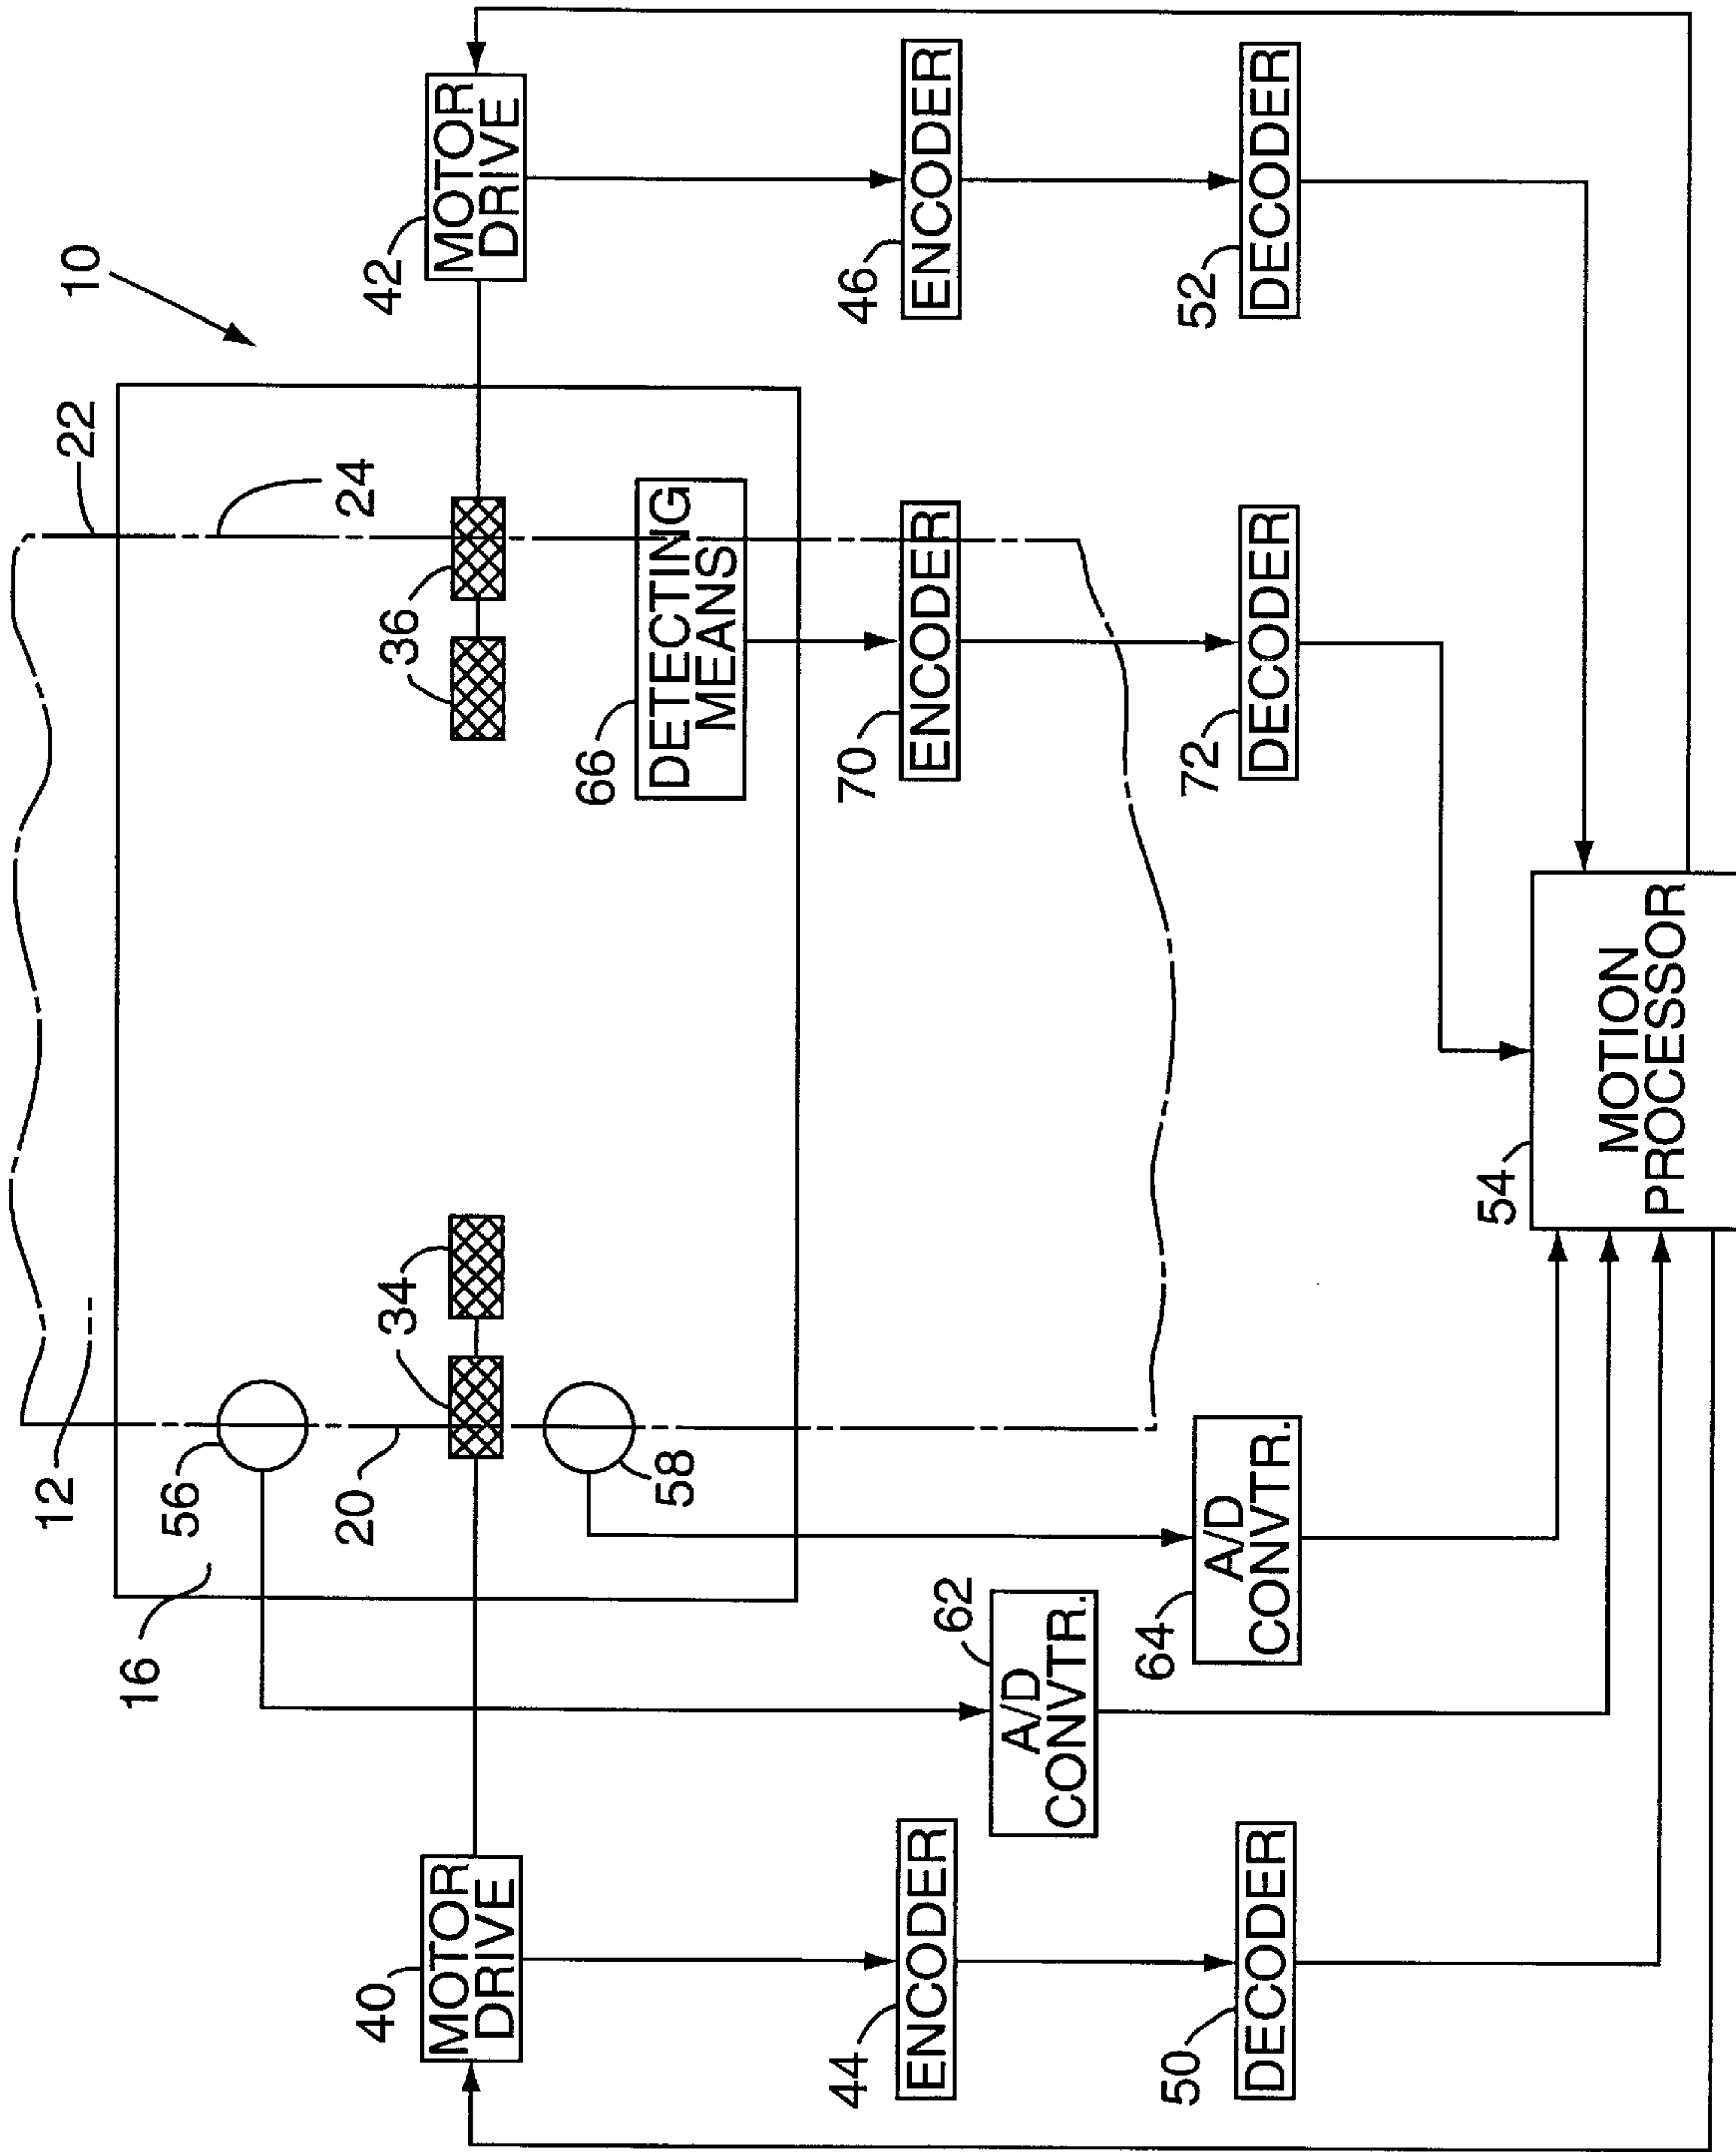 10
12
22
16
56
20
24
40
34
36
42
MOTOR
DRIVE
MOTOR
DRIVE
58
66
DETECTING
MEANS
44
ENCODER
62
A/D
CONVTR.
70
ENCODER
46
ENCODER
50
DECODER
64
A/D
CONVTR.
72
DECODER
52
DECODER
54
MOTION
PROCESSOR